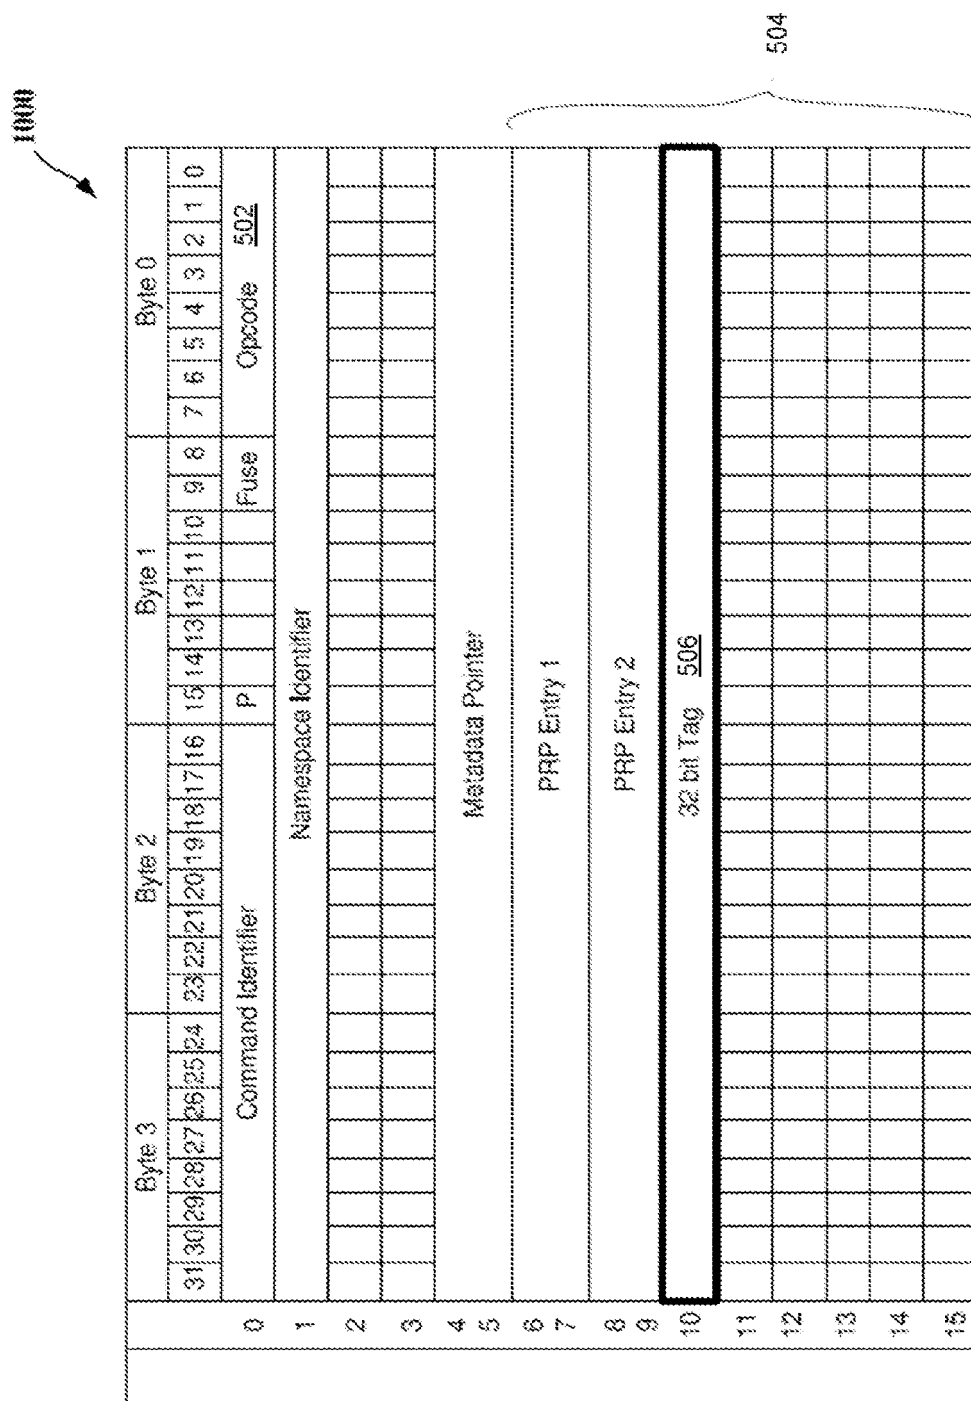 1000
Byte 3 Byte 2 Byte 1 Byte 0
31 30 29 28 27 26 25 24 23 22 21 20 19 18 17 16 15 14 13 12 11 10 9 8 7 6 5 4 3 2 1 0
0 Command Identifier P Fuse Opcode 502
1 Namespace Identifier
2
3
4
5 Metadata Pointer
6
7 PRP Entry 1
8
9 PRP Entry 2
10 32 bit Tag 506
11
12
13
14
15
504